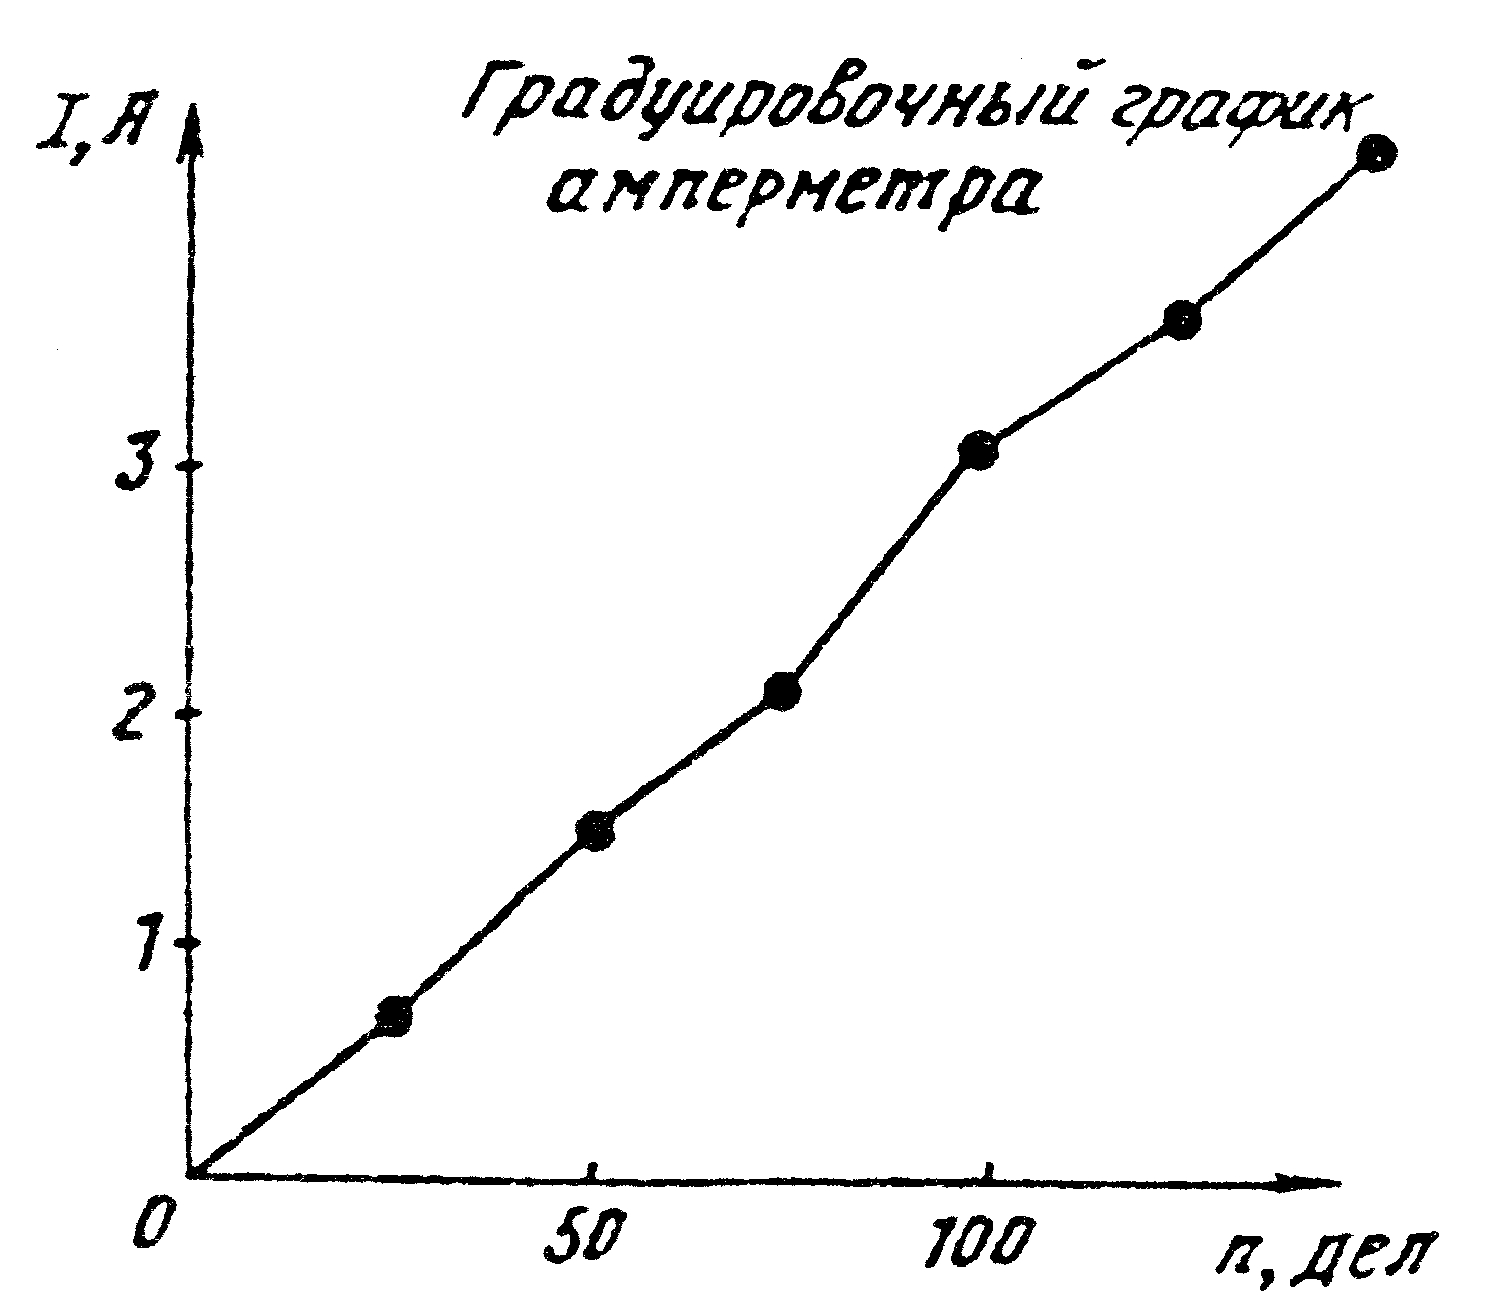 Градуировочный график
амперметра
I, А
3
2
1
0
50
100
n, дел